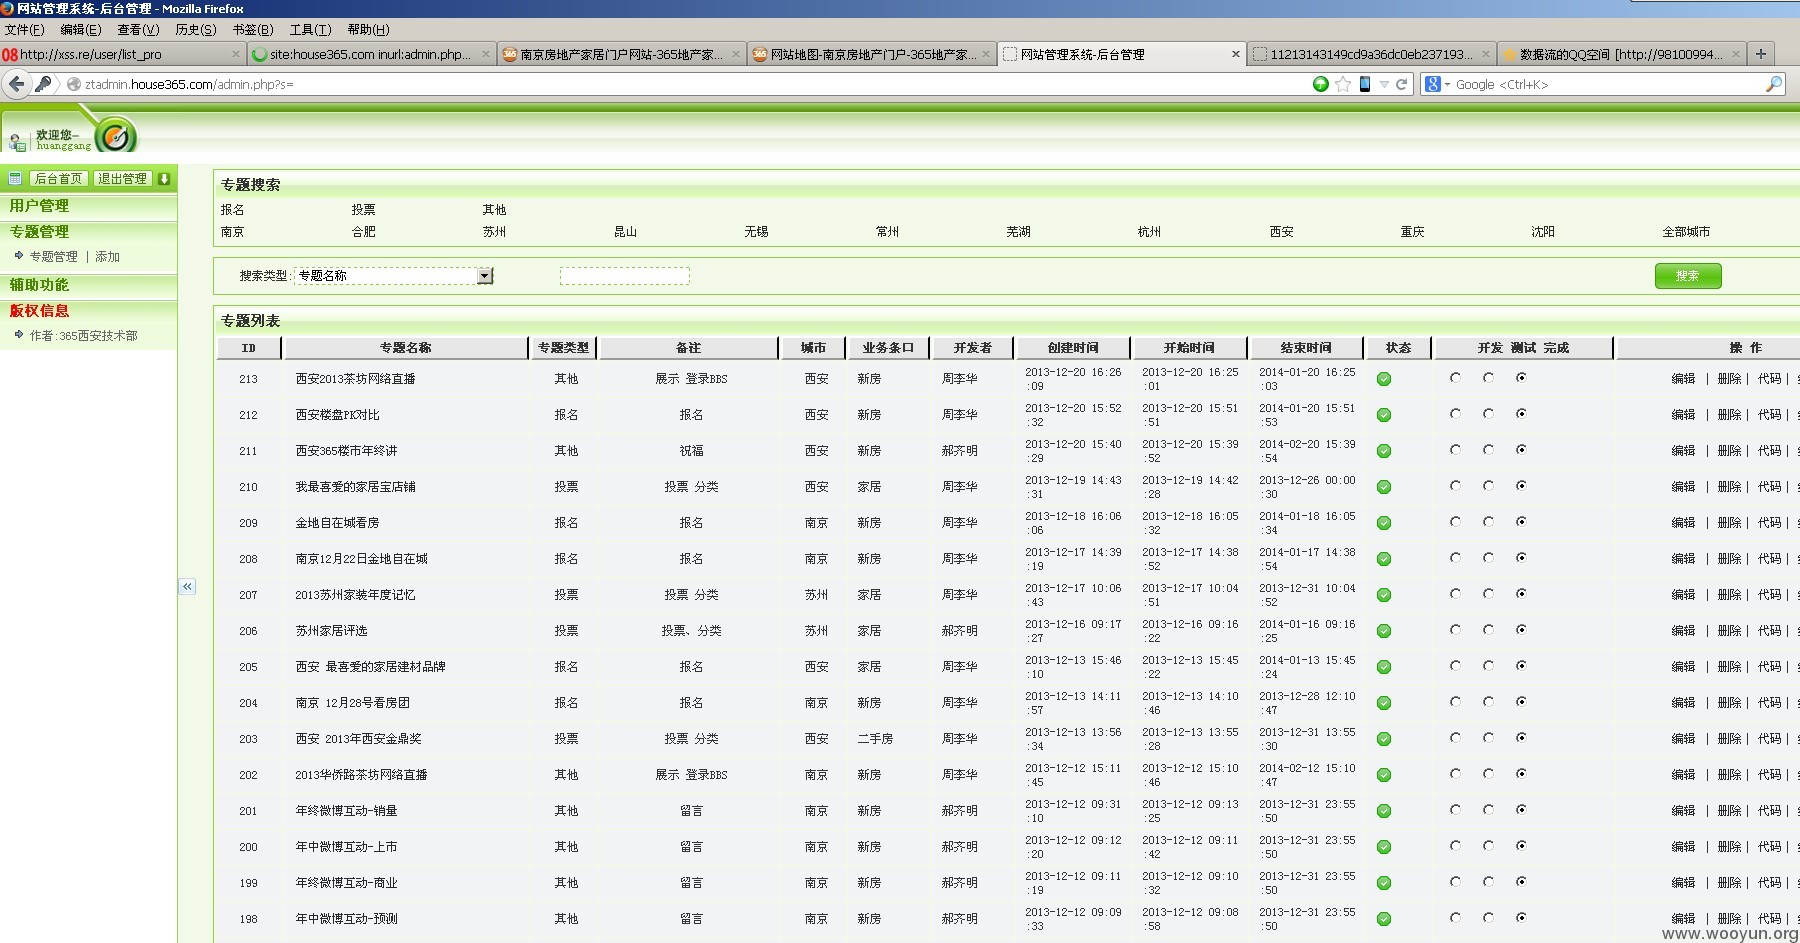 网站管理系统-后台管理 - Mozilla Firefox
文件(F) 编辑(E) 查看(V) 历史(S) 书签(B) 工具(T) 帮助(H)
08 http://xss.re/user/list_pro
site:house365.com inurl:admin.php...
南京房地产家居门户网站-365地产家...
网站地图-南京房地产门户-365地产家...
网站管理系统-后台管理
11213143149cd9a36dc0eb237193...
数据流的QQ空间 [http://98100994...
ztadmin.house365.com/admin.php?s=
Google <Ctrl+K>
欢迎您-
huanggang
后台首页 退出管理
用户管理
专题管理
专题管理 | 添加
辅助功能
版权信息
作者:365西安技术部
专题搜索
报名 投票 其他
南京 合肥 苏州 昆山 无锡 常州 芜湖 杭州 西安 重庆 沈阳 全部城市
搜索类型: 专题名称 搜索
专题列表
ID 专题名称 专题类型 备注 城市 业务条口 开发者 创建时间 开始时间 结束时间 状态 开发 测试 完成 操 作
213 西安2013茶坊网络直播 其他 展示 登录BBS 西安 新房 周李华 2013-12-20 16:26:09 2013-12-20 16:25:01 2014-01-20 16:25:03 编辑 | 删除 | 代码 |
212 西安楼盘PK对比 报名 报名 西安 新房 周李华 2013-12-20 15:52:32 2013-12-20 15:51:51 2014-01-20 15:51:53 编辑 | 删除 | 代码 |
211 西安365楼市年终讲 其他 祝福 西安 新房 郝齐明 2013-12-20 15:40:29 2013-12-20 15:39:52 2014-02-20 15:39:54 编辑 | 删除 | 代码 |
210 我最喜爱的家居宝店铺 投票 投票 分类 西安 家居 周李华 2013-12-19 14:43:31 2013-12-19 14:42:28 2013-12-26 00:00:30 编辑 | 删除 | 代码 |
209 金地自在城看房 报名 报名 南京 新房 周李华 2013-12-18 16:06:06 2013-12-18 16:05:32 2014-01-18 16:05:34 编辑 | 删除 | 代码 |
208 南京12月22日金地自在城 报名 报名 南京 新房 周李华 2013-12-17 14:39:19 2013-12-17 14:38:52 2014-01-17 14:38:54 编辑 | 删除 | 代码 |
207 2013苏州家装年度记忆 投票 投票 分类 苏州 家居 周李华 2013-12-17 10:06:43 2013-12-17 10:04:51 2013-12-31 10:04:52 编辑 | 删除 | 代码 |
206 苏州家居评选 投票 投票、分类 苏州 家居 郝齐明 2013-12-16 09:17:27 2013-12-16 09:16:22 2014-01-16 09:16:25 编辑 | 删除 | 代码 |
205 西安 最喜爱的家居建材品牌 报名 报名 西安 家居 周李华 2013-12-13 15:46:10 2013-12-13 15:45:22 2014-01-13 15:45:24 编辑 | 删除 | 代码 |
204 南京 12月28号看房团 报名 报名 南京 新房 周李华 2013-12-13 14:11:57 2013-12-13 14:10:46 2013-12-28 12:10:47 编辑 | 删除 | 代码 |
203 西安 2013年西安金鼎奖 投票 投票 分类 西安 二手房 周李华 2013-12-13 13:56:34 2013-12-13 13:55:28 2013-12-31 13:55:30 编辑 | 删除 | 代码 |
202 2013华侨路茶坊网络直播 其他 展示 登录BBS 南京 新房 周李华 2013-12-12 15:11:45 2013-12-12 15:10:46 2014-02-12 15:10:47 编辑 | 删除 | 代码 |
201 年终微博互动-销量 其他 留言 南京 新房 郝齐明 2013-12-12 09:31:10 2013-12-12 09:13:25 2013-12-31 23:55:50 编辑 | 删除 | 代码 |
200 年中微博互动-上市 其他 留言 南京 新房 郝齐明 2013-12-12 09:12:20 2013-12-12 09:11:42 2013-12-31 23:55:50 编辑 | 删除 | 代码 |
199 年终微博互动-商业 其他 留言 南京 新房 郝齐明 2013-12-12 09:11:19 2013-12-12 09:10:32 2013-12-31 23:55:50 编辑 | 删除 | 代码 |
198 年中微博互动-预测 其他 留言 南京 新房 郝齐明 2013-12-12 09:09:33 2013-12-12 09:08:58 2013-12-31 23:55:50 编辑 | 删除 | 代码 |
www.wooyun.org